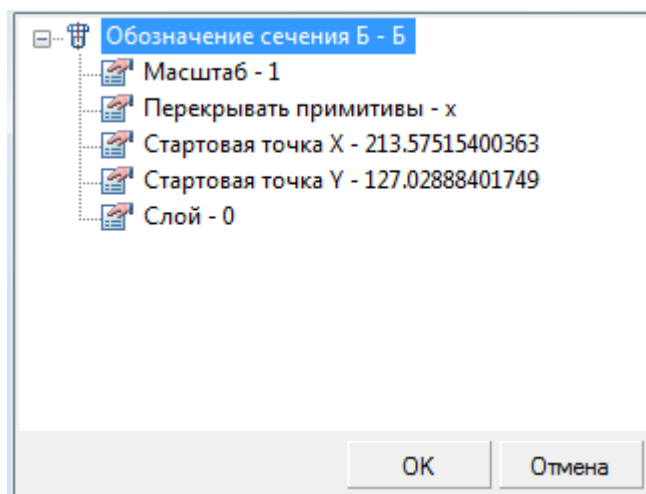 Обозначение сечения Б - Б
Масштаб - 1
Перекрывать примитивы - x
Стартовая точка X - 213.57515400363
Стартовая точка Y - 127.02888401749
Слой - 0
OK Отмена